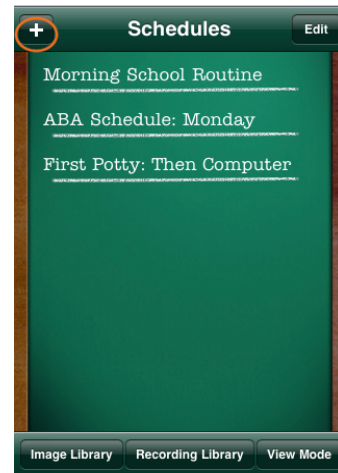 + Schedules Edit
Morning School Routine
ABA Schedule: Monday
First Potty: Then Computer
Image Library Recording Library View Mode